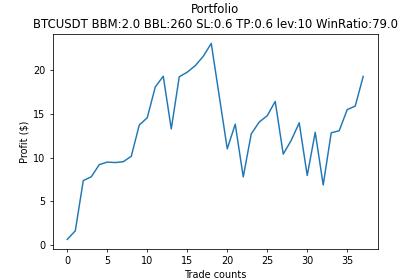 Portfolio
BTCUSDT BBM:2.0 BBL:260 SL:0.6 TP:0.6 lev:10 WinRatio:79.0
Profit ($)
20
15
10
5
0
0 5 10 15 20 25 30 35
Trade counts